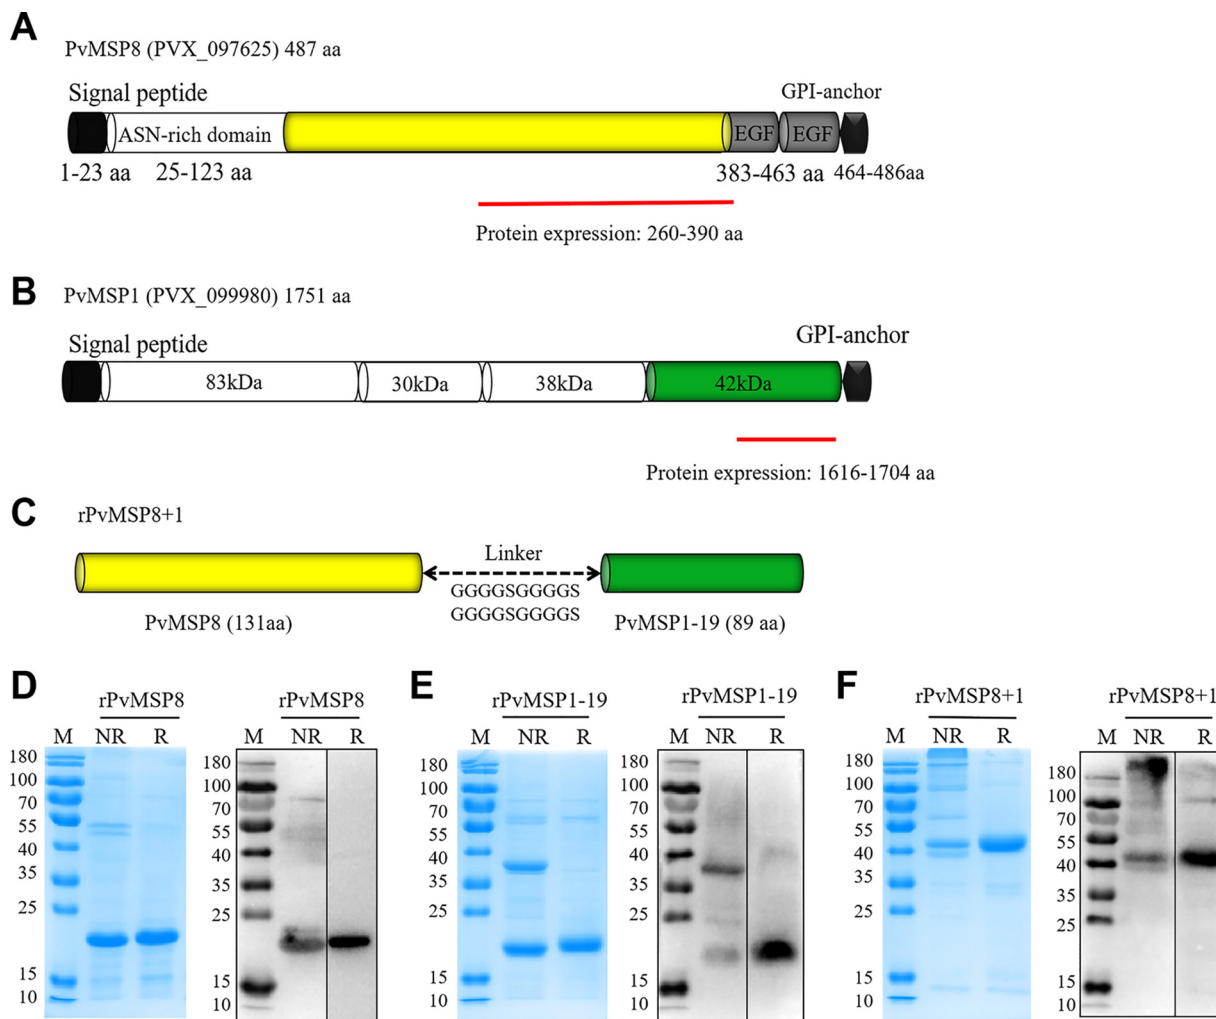 A
PvMSP8 (PVX_097625) 487 aa
Signal peptide
GPI-anchor
ASN-rich domain
EGF
EGF
1-23 aa
25-123 aa
383-463 aa
464-486aa
Protein expression: 260-390 aa
B
PvMSP1 (PVX_099980) 1751 aa
Signal peptide
GPI-anchor
83kDa
30kDa
38kDa
42kDa
Protein expression: 1616-1704 aa
C
rPvMSP8+1
Linker
GGGGSGGGGS
GGGGSGGGGS
PvMSP8 (131aa)
PvMSP1-19 (89 aa)
D
rPvMSP8
M NR R
180
100
70
55
40
35
25
15
10
rPvMSP8
M NR R
180
100
70
55
40
35
25
15
10
E
rPvMSP1-19
M NR R
180
100
70
55
40
35
25
15
10
rPvMSP1-19
M NR R
180
100
70
55
40
35
25
15
10
F
rPvMSP8+1
M NR R
180
100
70
55
40
35
25
15
10
rPvMSP8+1
M NR R
180
100
70
55
40
35
25
15
10